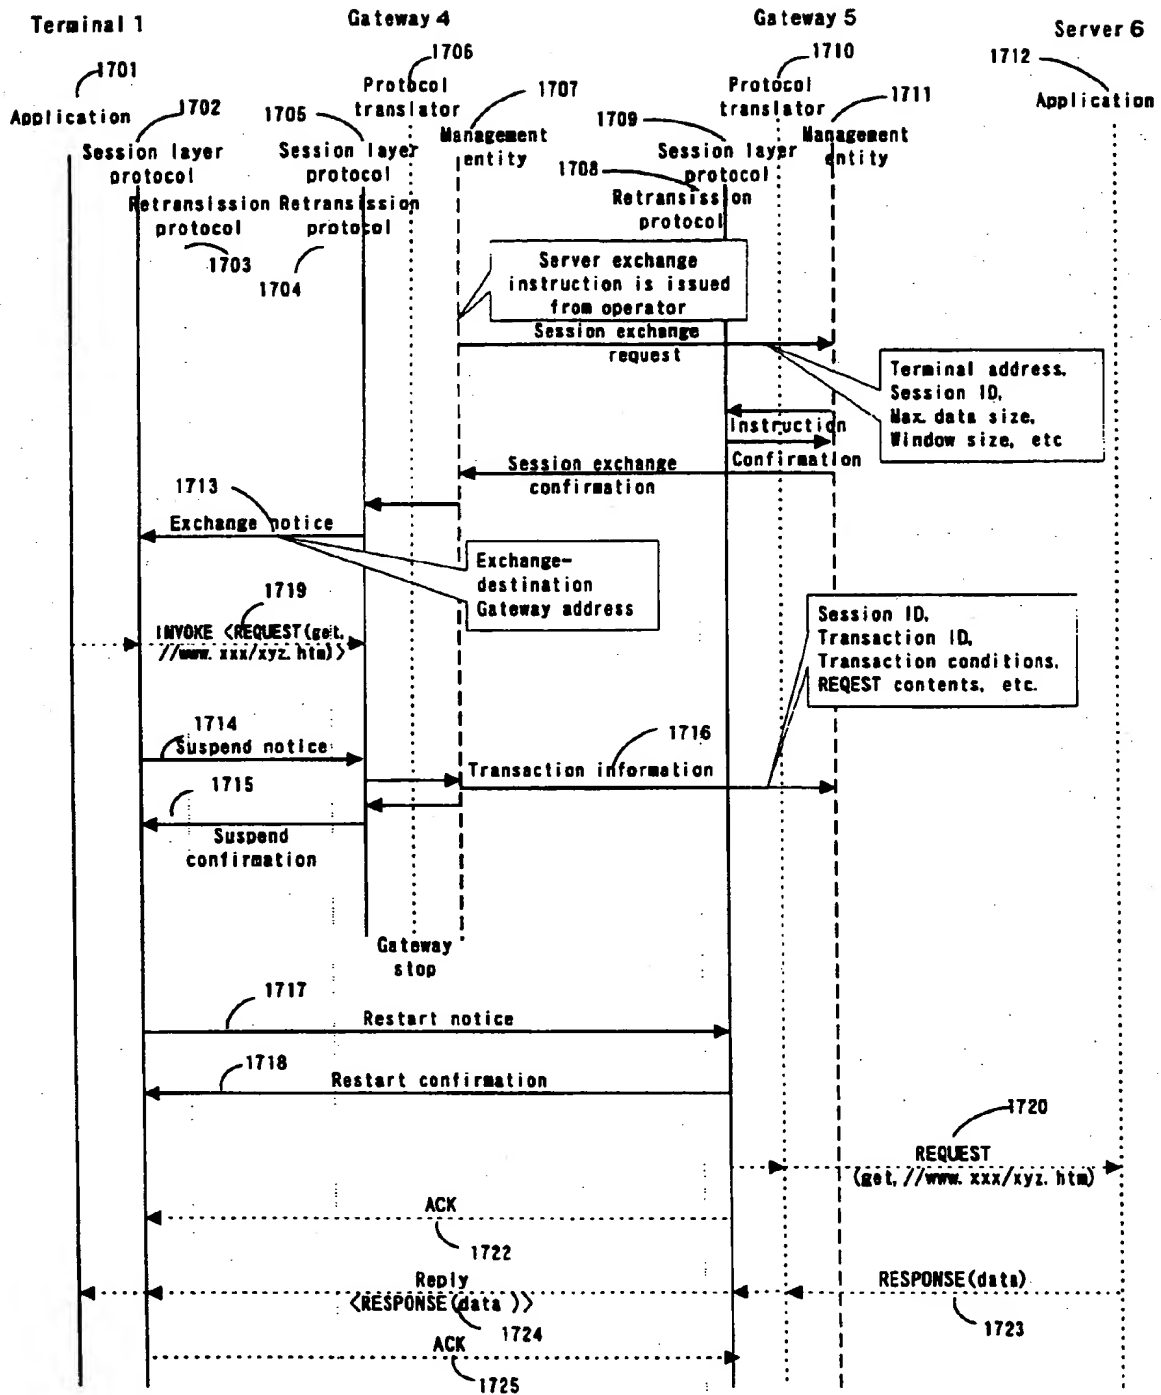 Terminal 1
Gateway 4
Gateway 5
Server 6
1701
1706
1710
1712
Application
1702
1705
Protocol
translator
1707
1709
Protocol
translator
1711
Application
Session layer
protocol
Session layer
protocol
Management
entity
1708
Session layer
protocol
Management
entity
Retransission
protocol
Retransission
protocol
Retransission
protocol
1703
1704
Server exchange
instruction is issued
from operator
Session exchange
request
Terminal address,
Session ID,
Max. data size,
Window size, etc
Instruction
Confirmation
Session exchange
confirmation
1713
Exchange notice
Exchange-
destination
Gateway address
1719
INVOKE <REQUEST(get,
//www.xxx/xyz.htm)>
Session ID,
Transaction ID,
Transaction conditions,
REQEST contents, etc.
1714
Suspend notice
1716
Transaction information
1715
Suspend
confirmation
Gateway
stop
1717
Restart notice
1718
Restart confirmation
1720
REQUEST
(get,//www.xxx/xyz.htm)
ACK
1722
Reply
<RESPONSE(data )>
RESPONSE(data)
1724
1723
ACK
1725